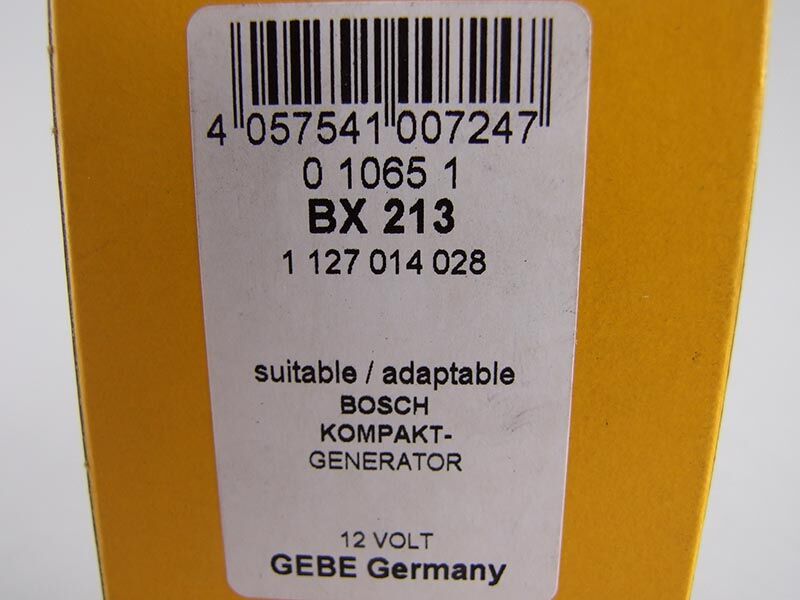 4 057541 007247
0 1065 1
BX 213
1 127 014 028
suitable / adaptable
BOSCH
KOMPAKT-
GENERATOR
12 VOLT
GEBE Germany